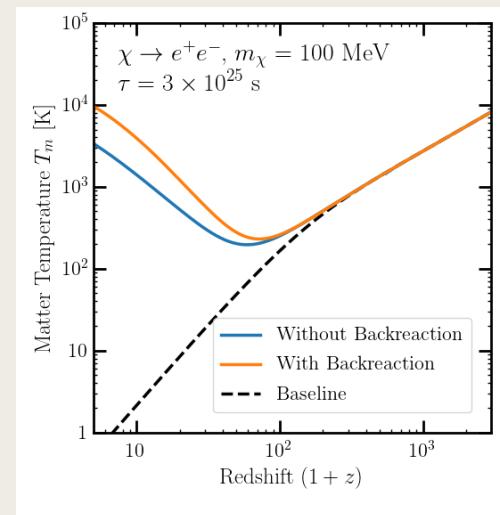 χ → e⁺e⁻, m_χ = 100 MeV
τ = 3 × 10²⁵ s
Matter Temperature T_m [K]
10⁵
10⁴
10³
10²
10
1
Without Backreaction
With Backreaction
Baseline
10 10² 10³
Redshift (1 + z)